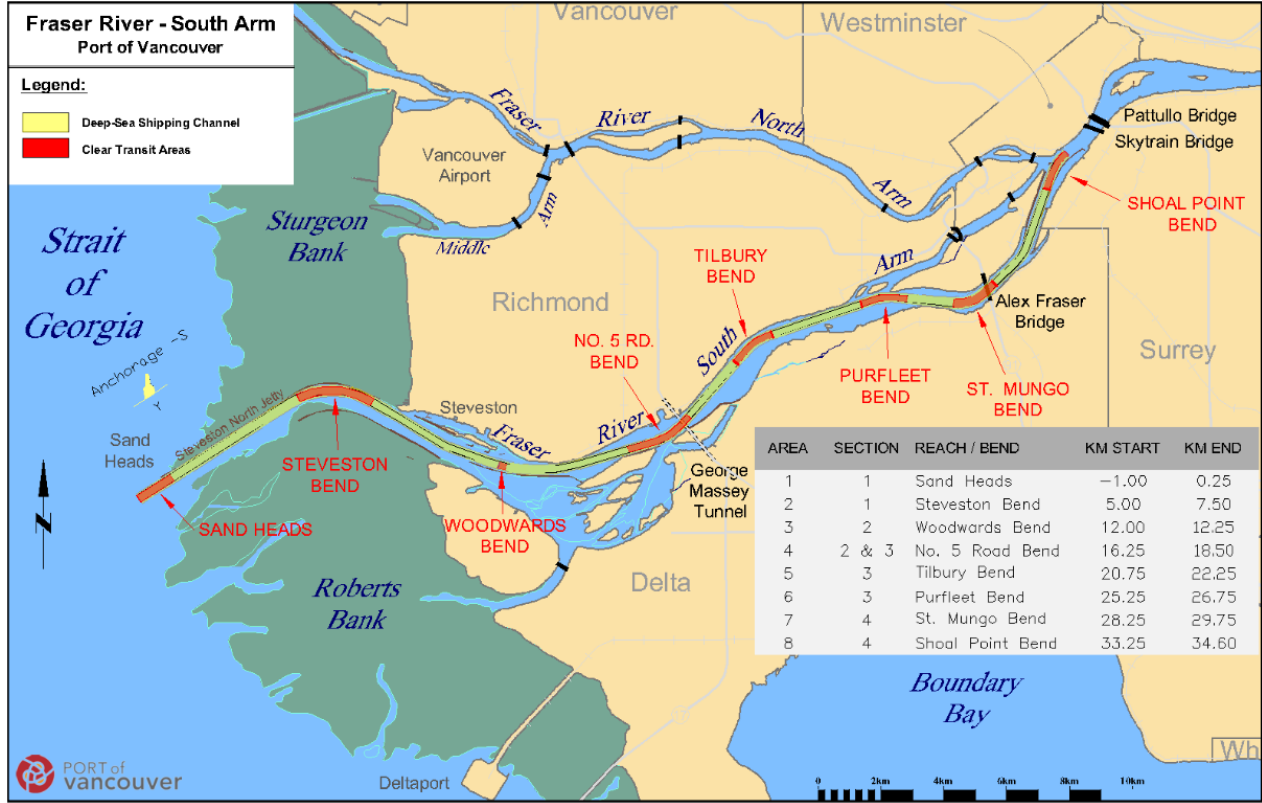 Fraser River - South Arm
Port of Vancouver
Legend:
Deep-Sea Shipping Channel
Clear Transit Areas
Vancouver
Westminster
Fraser
River
North
Arm
Pattullo Bridge
Skytrain Bridge
Vancouver
Airport
Arm
Middle
SHOAL POINT
BEND
Sturgeon
Bank
Strait
of
Georgia
TILBURY
BEND
Arm
Richmond
Alex Fraser
Bridge
NO. 5 RD.
BEND
South
Surrey
Anchorage -S
Y
PURFLEET
BEND
ST. MUNGO
BEND
Steveston North Jetty
Steveston
Fraser
River
Sand
Heads
STEVESTON
BEND
George
Massey
Tunnel
N
SAND HEADS
WOODWARDS
BEND
AREA SECTION REACH / BEND KM START KM END
1 1 Sand Heads -1.00 0.25
2 1 Steveston Bend 5.00 7.50
3 2 Woodwards Bend 12.00 12.25
4 2 & 3 No. 5 Road Bend 16.25 18.50
5 3 Tilbury Bend 20.75 22.25
6 3 Purfleet Bend 25.25 26.75
7 4 St. Mungo Bend 28.25 29.75
8 4 Shoal Point Bend 33.25 34.60
Roberts
Bank
Delta
Boundary
Bay
Wh
PORT of
vancouver
Deltaport
0 2km 4km 6km 8km 10km